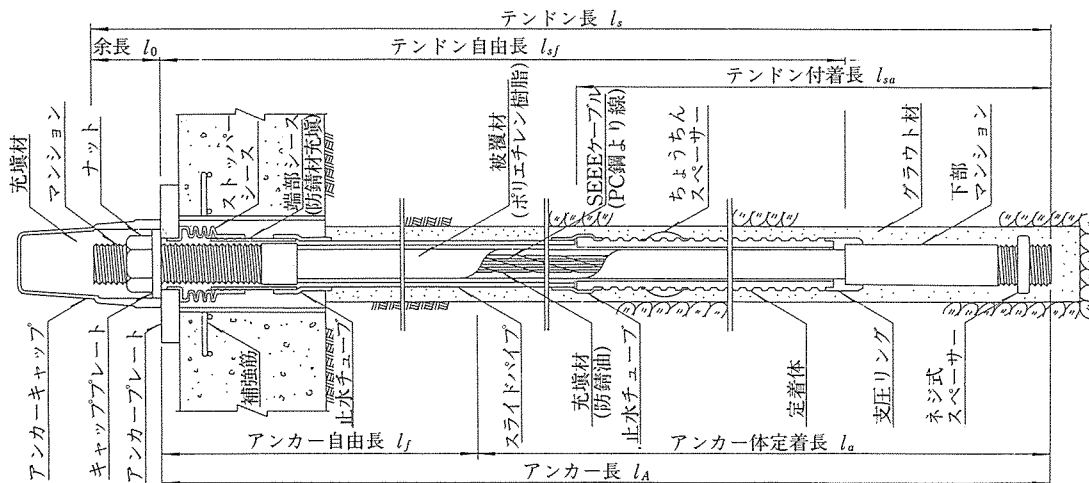 テンドン長 ls
余長 l0
テンドン自由長 lsf
テンドン付着長 lsa
充塡材
マンション
ナット
ストッパ
シース
端部シース
(防錆材充塡)
被覆材
(ポリエチレン樹脂)
SEEEケーブル
(PC鋼より線)
ちょうちん
スペーサー
グラウト材
下部
マンション
アンカーキャップ
キャッププレート
アンカープレート
補強筋
止水チューブ
スライドパイプ
充塡材
(防錆油)
止水チューブ
定着体
支圧リング
ネジ式
スペーサー
アンカー自由長 lf
アンカー体定着長 la
アンカー長 lA